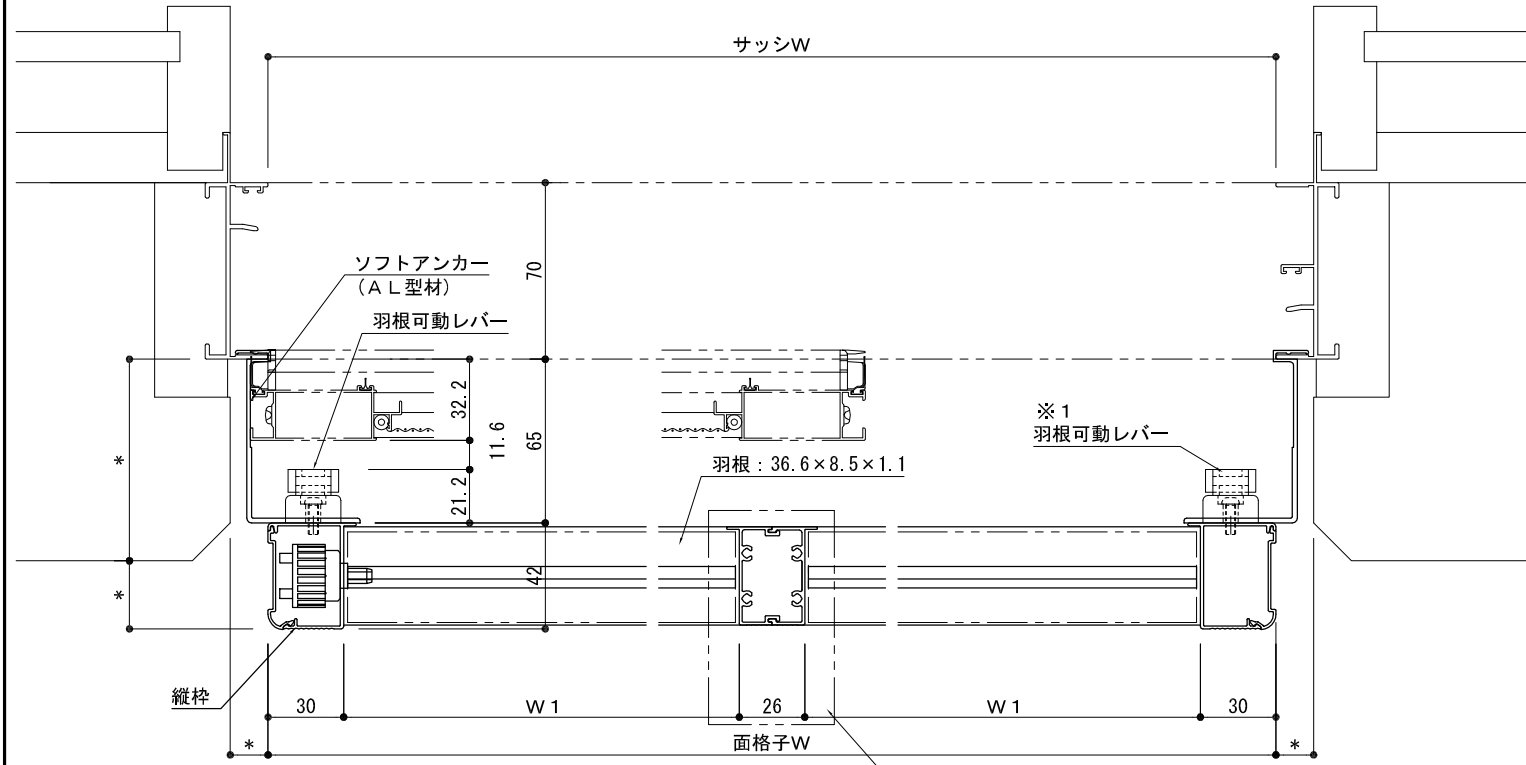 サッシW
ソフトアンカー
(AL型材)
70
羽根可動レバー
32.2
11.6
65
※1
羽根可動レバー
*
羽根:36.6×8.5×1.1
21.2
42
*
縦枠
30
W1
26
W1
30
*
面格子W
*